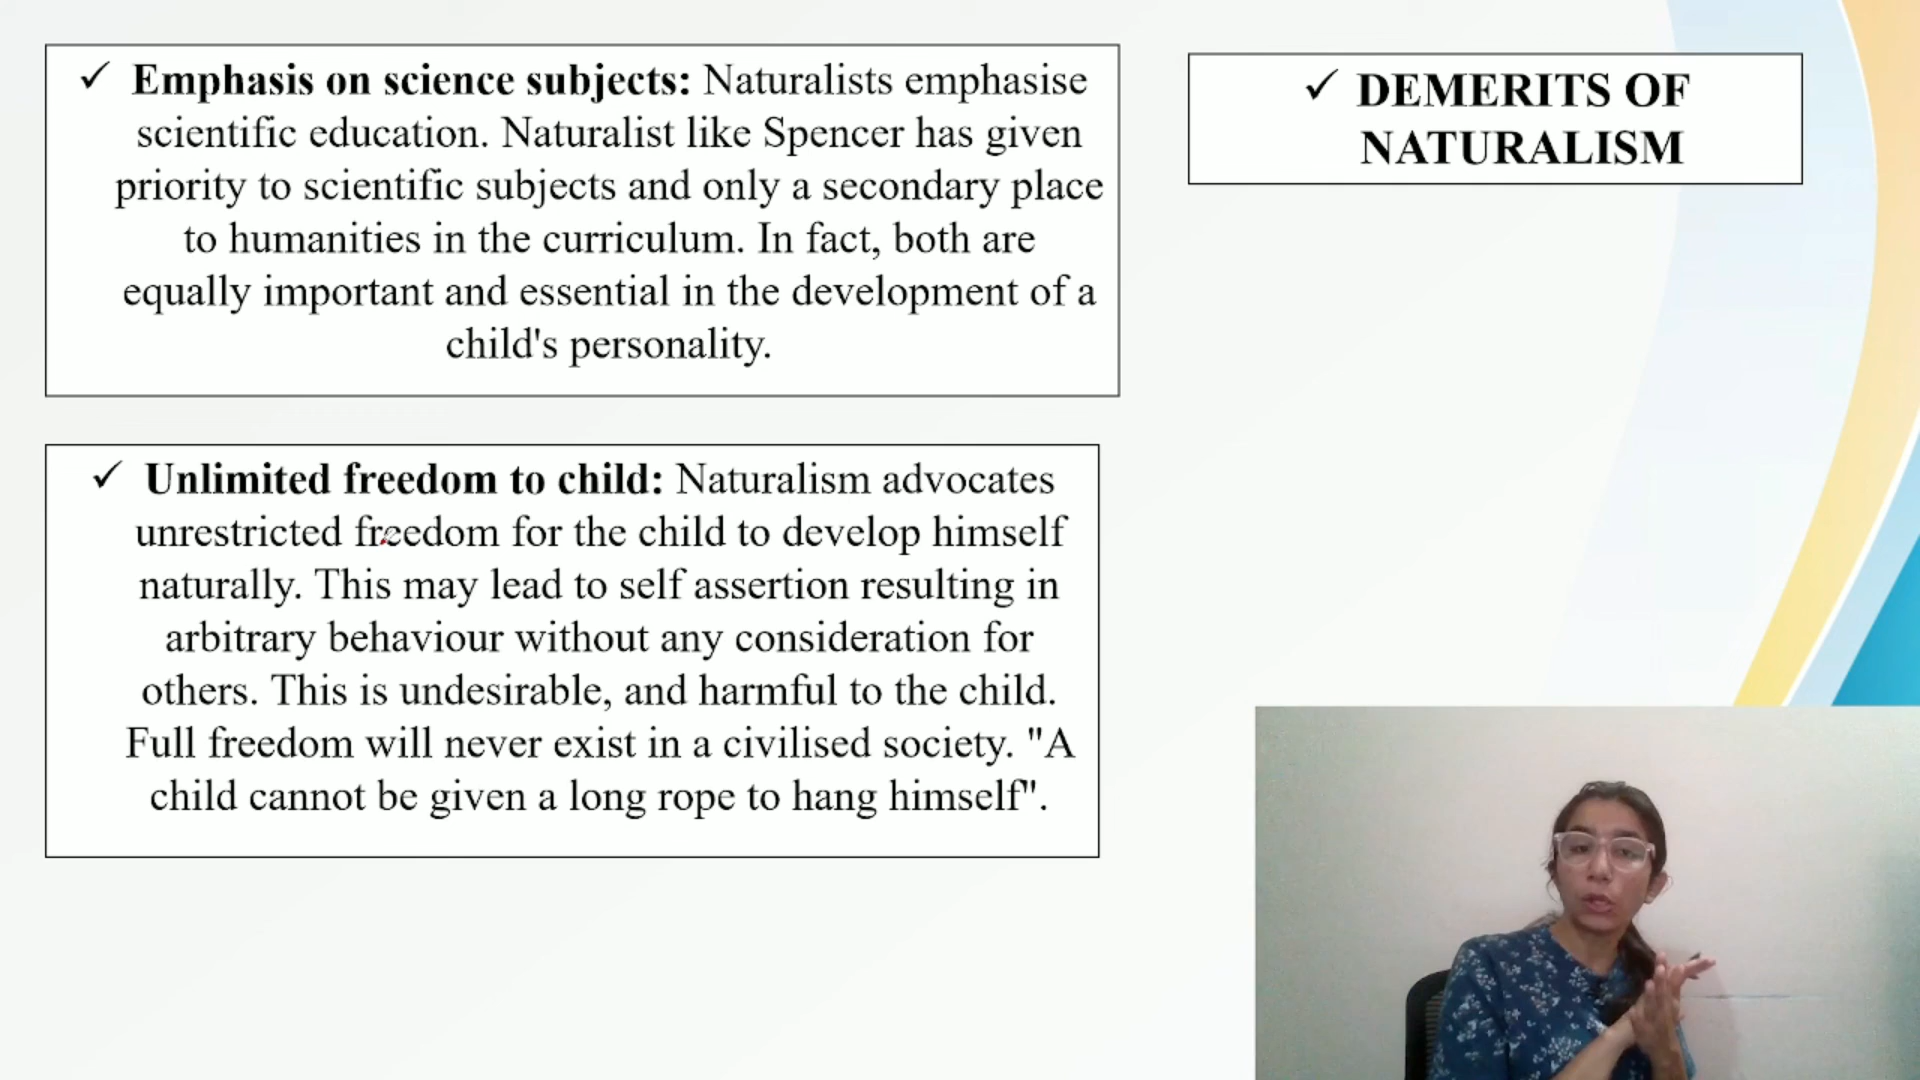 ✓ Emphasis on science subjects: Naturalists emphasise
scientific education. Naturalist like Spencer has given
priority to scientific subjects and only a secondary place
to humanities in the curriculum. In fact, both are
equally important and essential in the development of a
child's personality.
✓ DEMERITS OF
NATURALISM
✓ Unlimited freedom to child: Naturalism advocates
unrestricted freedom for the child to develop himself
naturally. This may lead to self assertion resulting in
arbitrary behaviour without any consideration for
others. This is undesirable, and harmful to the child.
Full freedom will never exist in a civilised society. "A
child cannot be given a long rope to hang himself".